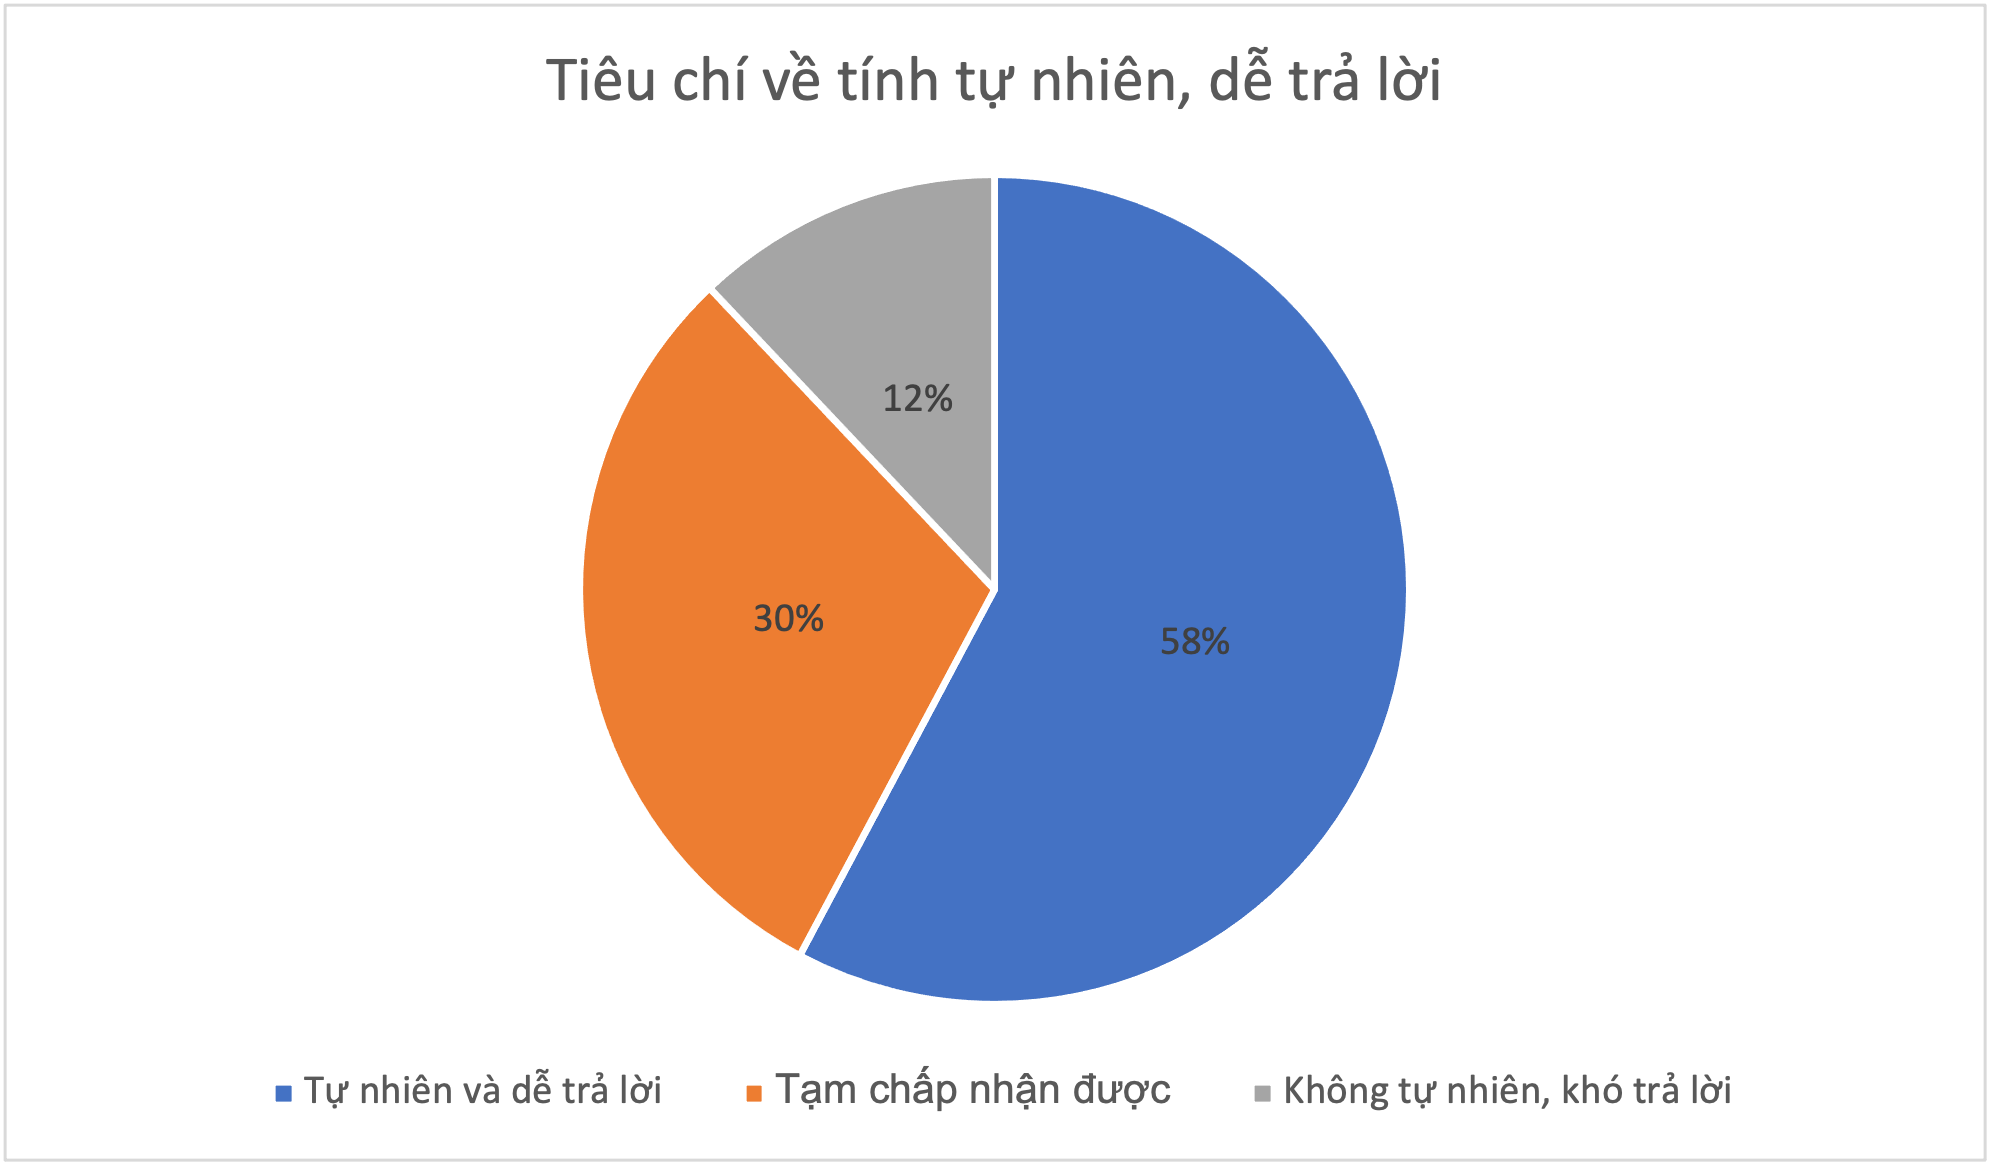 Tiêu chí về tính tự nhiên, dễ trả lời
12%
30%
58%
Tự nhiên và dễ trả lời
Tạm chấp nhận được
Không tự nhiên, khó trả lời